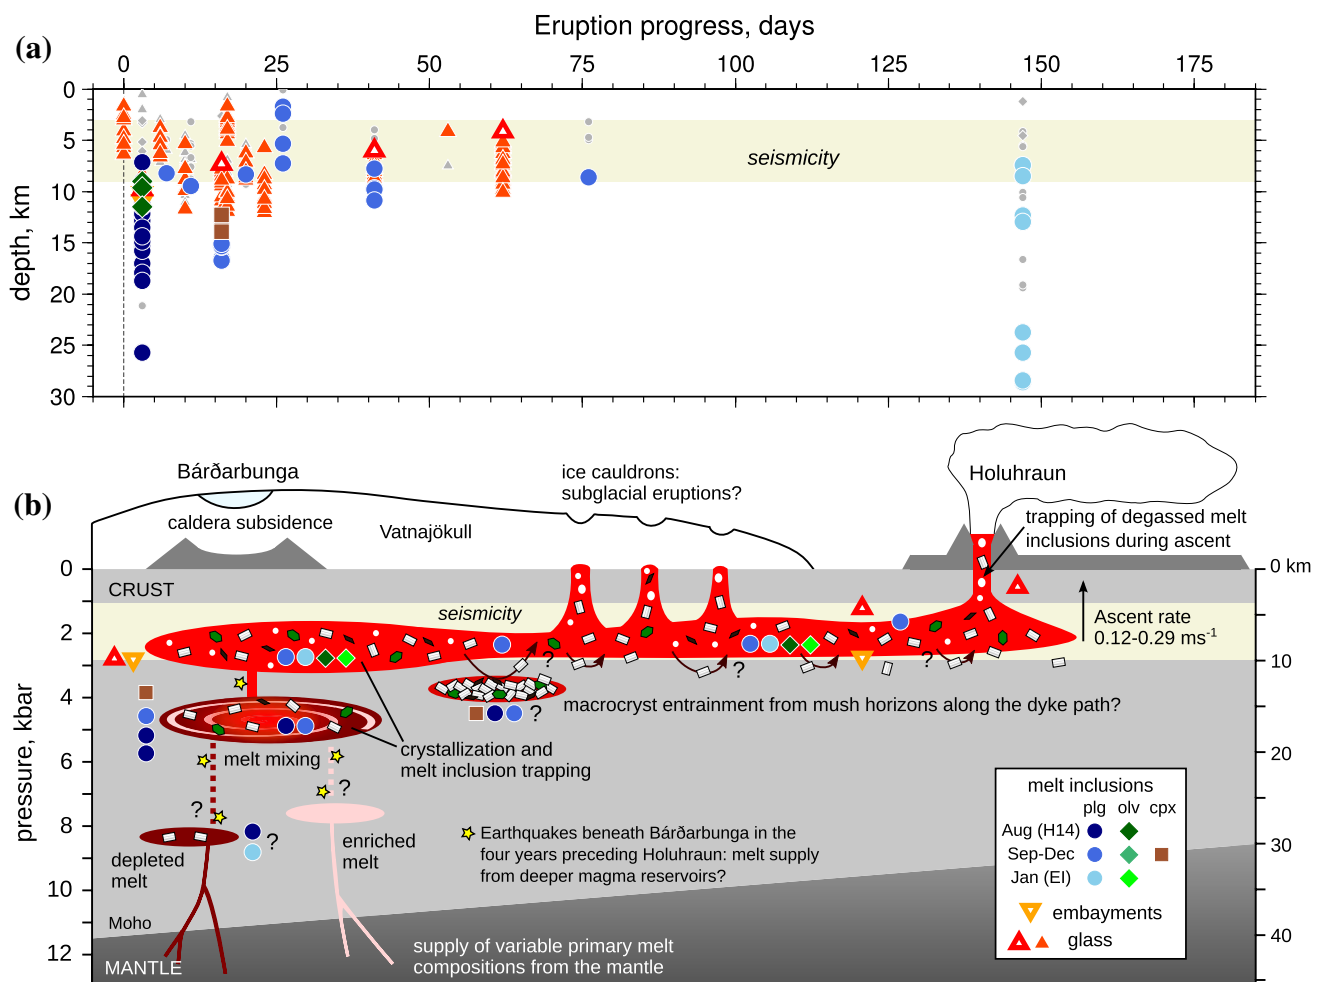 Eruption progress, days
(a)
0 25 50 75 100 125 150 175
0
5
10
15
20
25
30
depth, km
seismicity
(b)
Bárðarbunga
caldera subsidence
Vatnajökull
ice cauldrons:
subglacial eruptions?
Holuhraun
trapping of degassed melt
inclusions during ascent
0
2
4
6
8
10
12
pressure, kbar
0 km
10
20
30
40
CRUST
seismicity
Ascent rate
0.12-0.29 ms-1
?
?
?
macrocryst entrainment from mush horizons along the dyke path?
?
crystallization and
melt inclusion trapping
melt mixing
?
?
?
depleted
melt
enriched
melt
Earthquakes beneath Bárðarbunga in the
four years preceding Holuhraun: melt supply
from deeper magma reservoirs?
Moho
MANTLE
supply of variable primary melt
compositions from the mantle
melt inclusions
plg olv cpx
Aug (H14)
Sep-Dec
Jan (EI)
embayments
glass